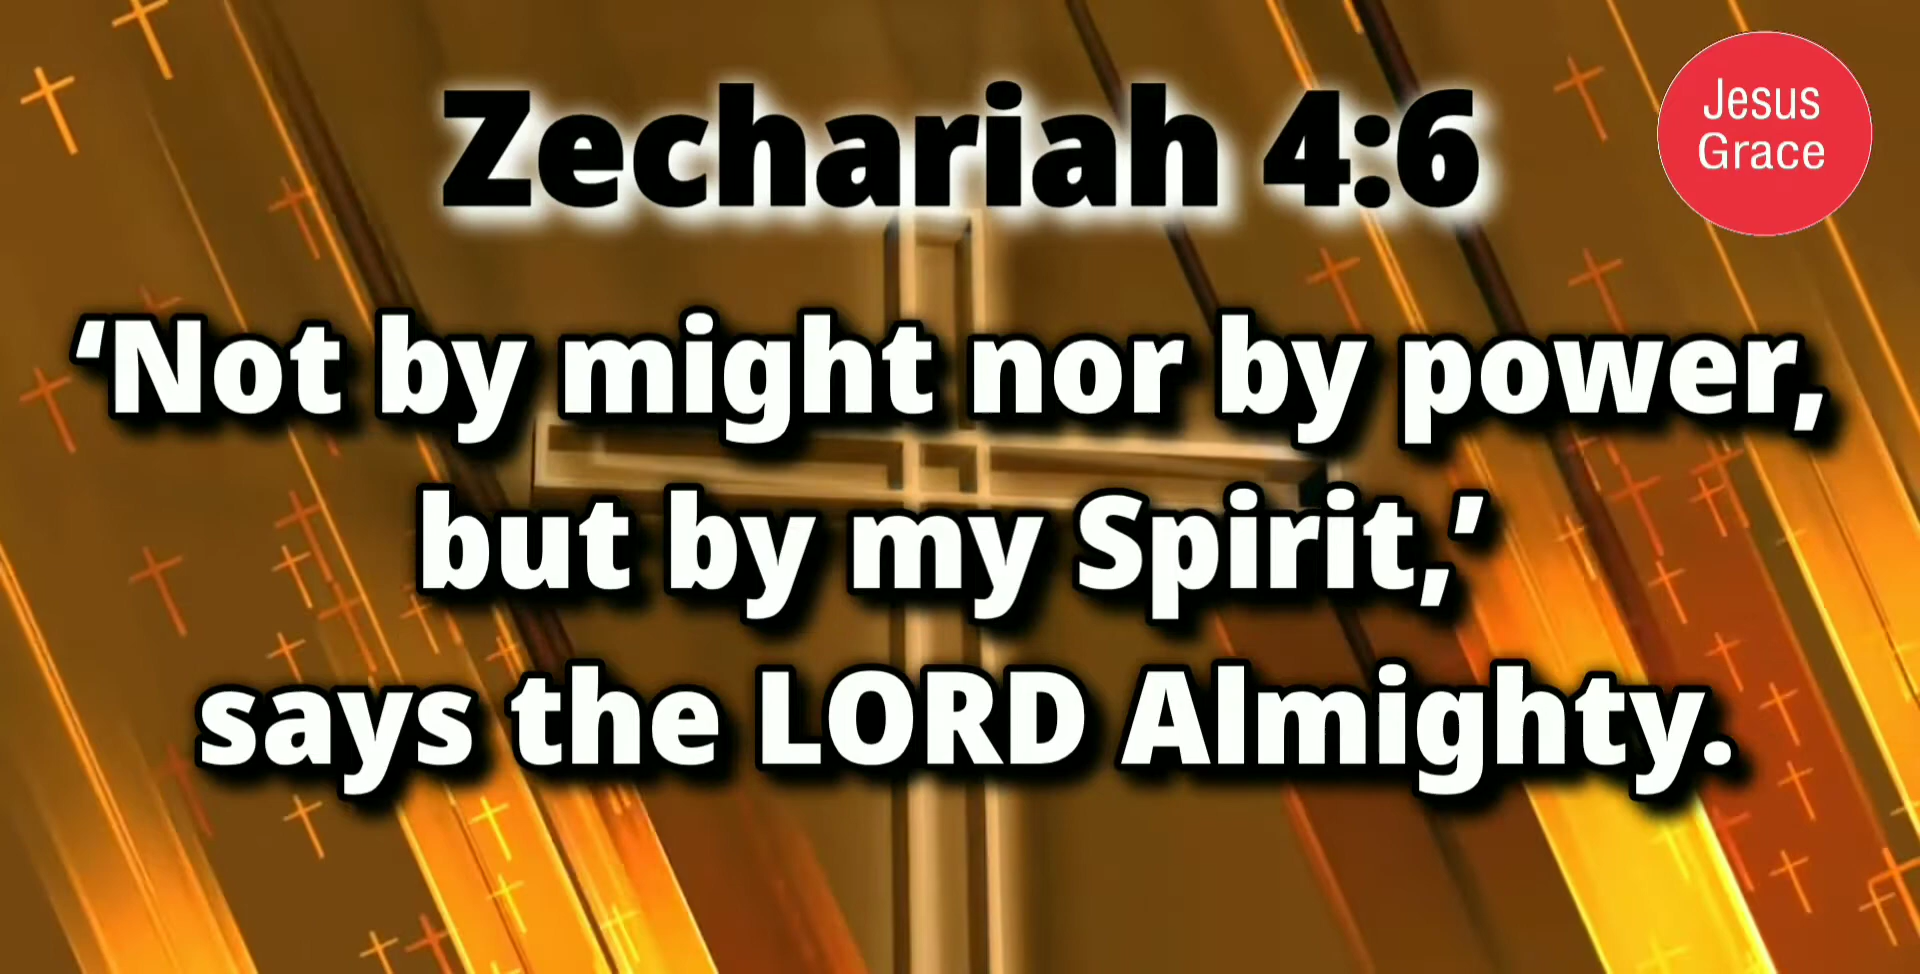 Zechariah 4:6
Jesus
Grace
‘Not by might nor by power,
but by my Spirit,’
says the LORD Almighty.